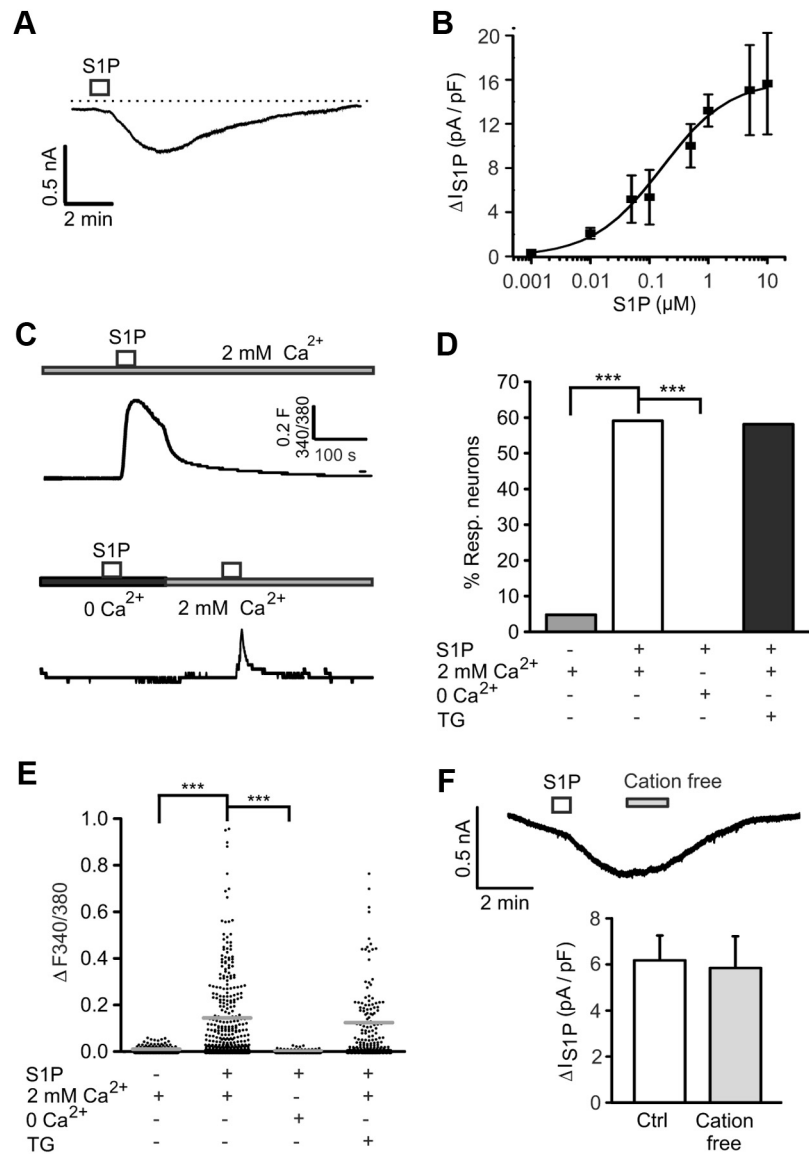 A
S1P
0.5 nA
2 min
B
ΔIS1P (pA / pF)
20
16
12
8
4
0
0.001 0.01 0.1 1 10
S1P (µM)
C
S1P
2 mM Ca2+
0.2 F
340/380
100 s
S1P
0 Ca2+ 2 mM Ca2+
D
% Resp. neurons
70
60
50
40
30
20
10
0
*** ***
S1P - + + +
2 mM Ca2+ + + - +
0 Ca2+ - - + -
TG - - - +
E
Δ F340/380
1.0
0.8
0.6
0.4
0.2
0.0
*** ***
S1P - + + +
2 mM Ca2+ + + - +
0 Ca2+ - - + -
TG - - - +
F
S1P Cation free
0.5 nA
2 min
ΔIS1P (pA / pF)
8
6
4
2
0
Ctrl Cation
free